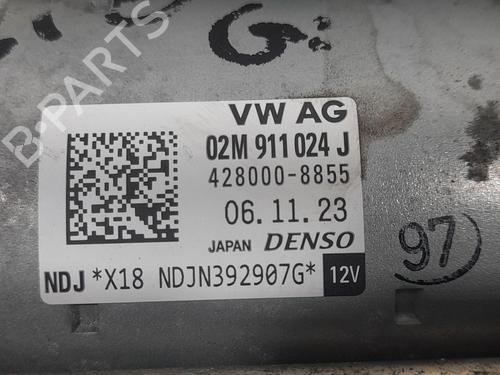 G.
B-PARTS
VW AG
02M 911 024 J
428000-8855
06.11.23
JAPAN DENSO
NDJ *X18 NDJN392907G* 12V
97